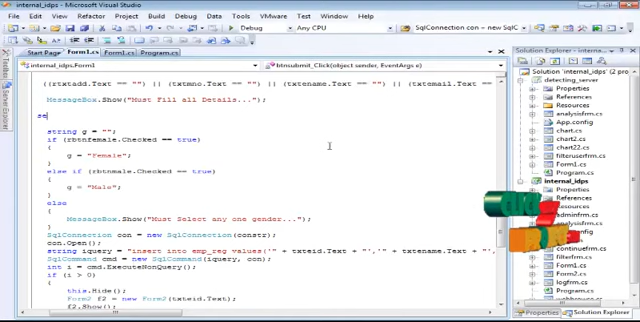 internal_idps - Microsoft Visual Studio
File Edit View Refactor Project Build Debug Data Tools VMware Test Window Help
Debug Any CPU SqlConnection con =new SqlC
Start Page Form1.cs Form1.cs Program.cs
internal_idps.Form1 btnsubmit_Click(object sender, EventArgs e)
((rtxtadd.Text == "") || (txtmno.Text == "") || (txtename.Text == "") || (txtemail.Text ==
MessageBox.Show("Must Fill all Details...");
se
string g = "";
if (rbtnfemale.Checked == true)
g = "Female";
}
else if (rbtnmale.Checked == true)
{
g = "Male";
}
else
MessageBox.Show("Must Select any one gender...");
SqlConnection con = new SqlConnection(constr);
con.Open();
string iquery = "insert into emp_reg values('" + txteid.Text + "','" + txtename.Text + "',
SqlCommand cmd = new SqlCommand(iquery, con);
int i = cmd.ExecuteNonQuery();
if (i > 0)
{
this.Hide();
Form2 f2 = new Form2(txteid.Text);
f2.Show();
Solution Explorer
Solution 'internal_idps' (2 proj
detecting_server
Properties
References
Resources
analysisfrm.cs
App.config
chart2.cs
chart22.cs
filteruserfrm.cs
Form1.cs
Program.cs
internal_idps
Properties
References
Resources
adminfrm.cs
continuefrm.cs
filterfrm.cs
Form1.cs
Form2.cs
logfrm.cs
Program.cs
Properties Solution Explorer